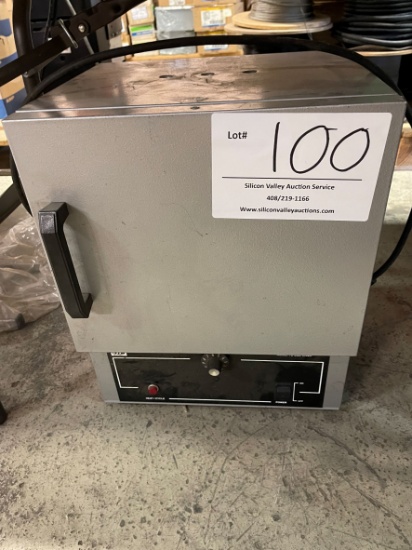 Lot# 100
Silicon Valley Auction Service
408/219-1166
Www.siliconvalleyauctions.com